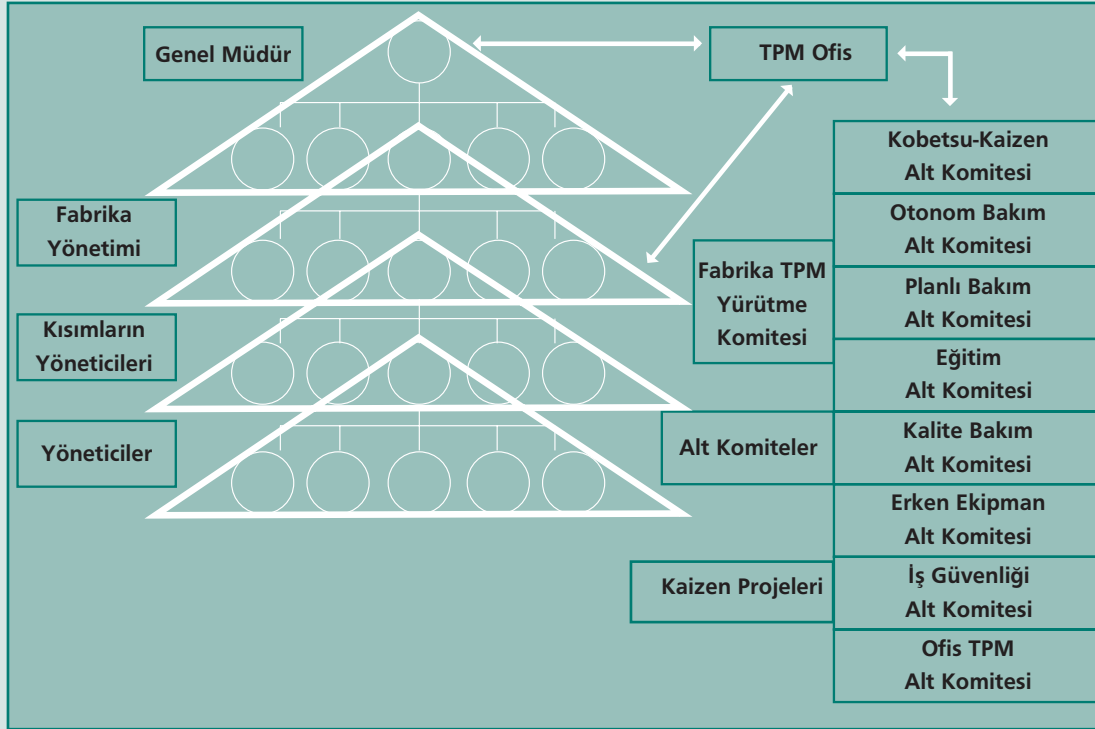 Genel Müdür
TPM Ofis
Fabrika
Yönetimi
Kısımların
Yöneticileri
Yöneticiler
Fabrika TPM
Yürütme
Komitesi
Alt Komiteler
Kaizen Projeleri
Kobetsu-Kaizen
Alt Komitesi
Otonom Bakım
Alt Komitesi
Planlı Bakım
Alt Komitesi
Eğitim
Alt Komitesi
Kalite Bakım
Alt Komitesi
Erken Ekipman
Alt Komitesi
İş Güvenliği
Alt Komitesi
Ofis TPM
Alt Komitesi